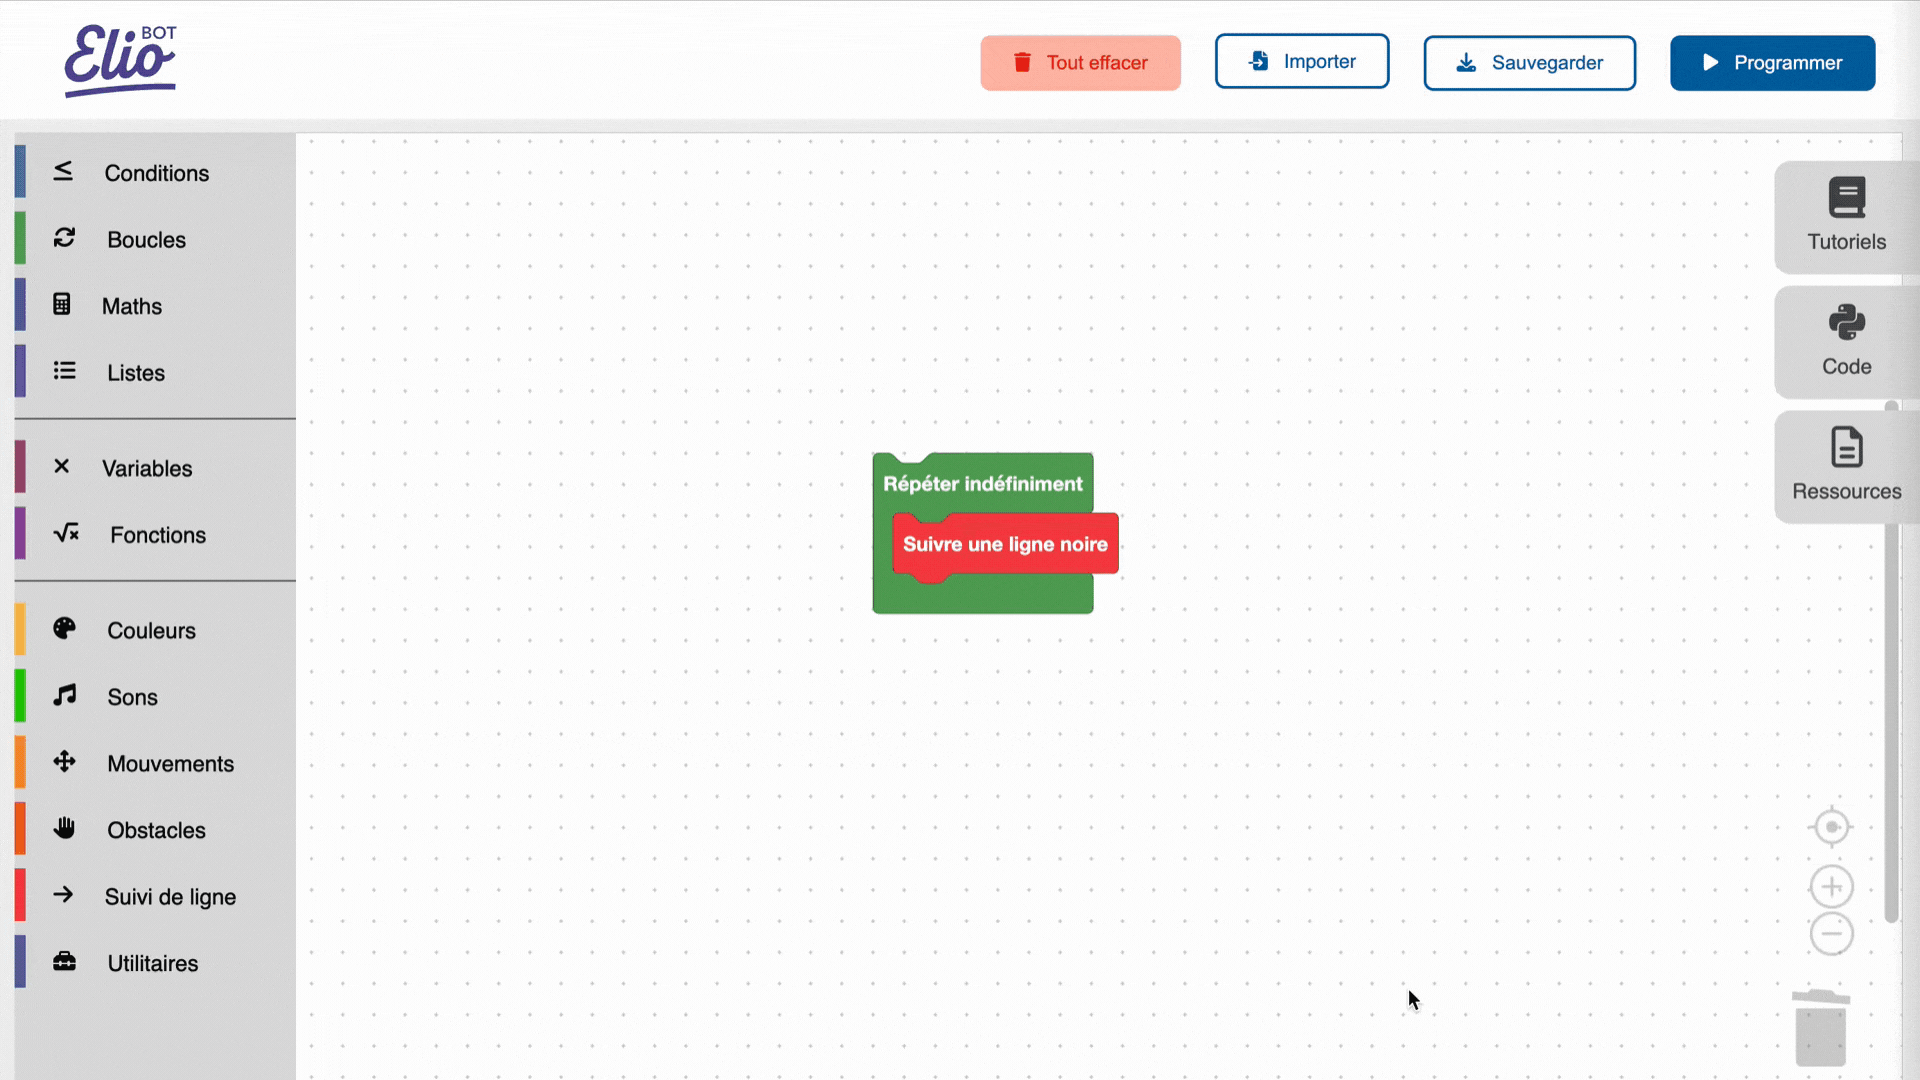 Elio BOT
Tout effacer
Importer
Sauvegarder
Programmer
Conditions
Boucles
Maths
Listes
Variables
Fonctions
Couleurs
Sons
Mouvements
Obstacles
Suivi de ligne
Utilitaires
Répéter indéfiniment
Suivre une ligne noire
Tutoriels
Code
Ressources